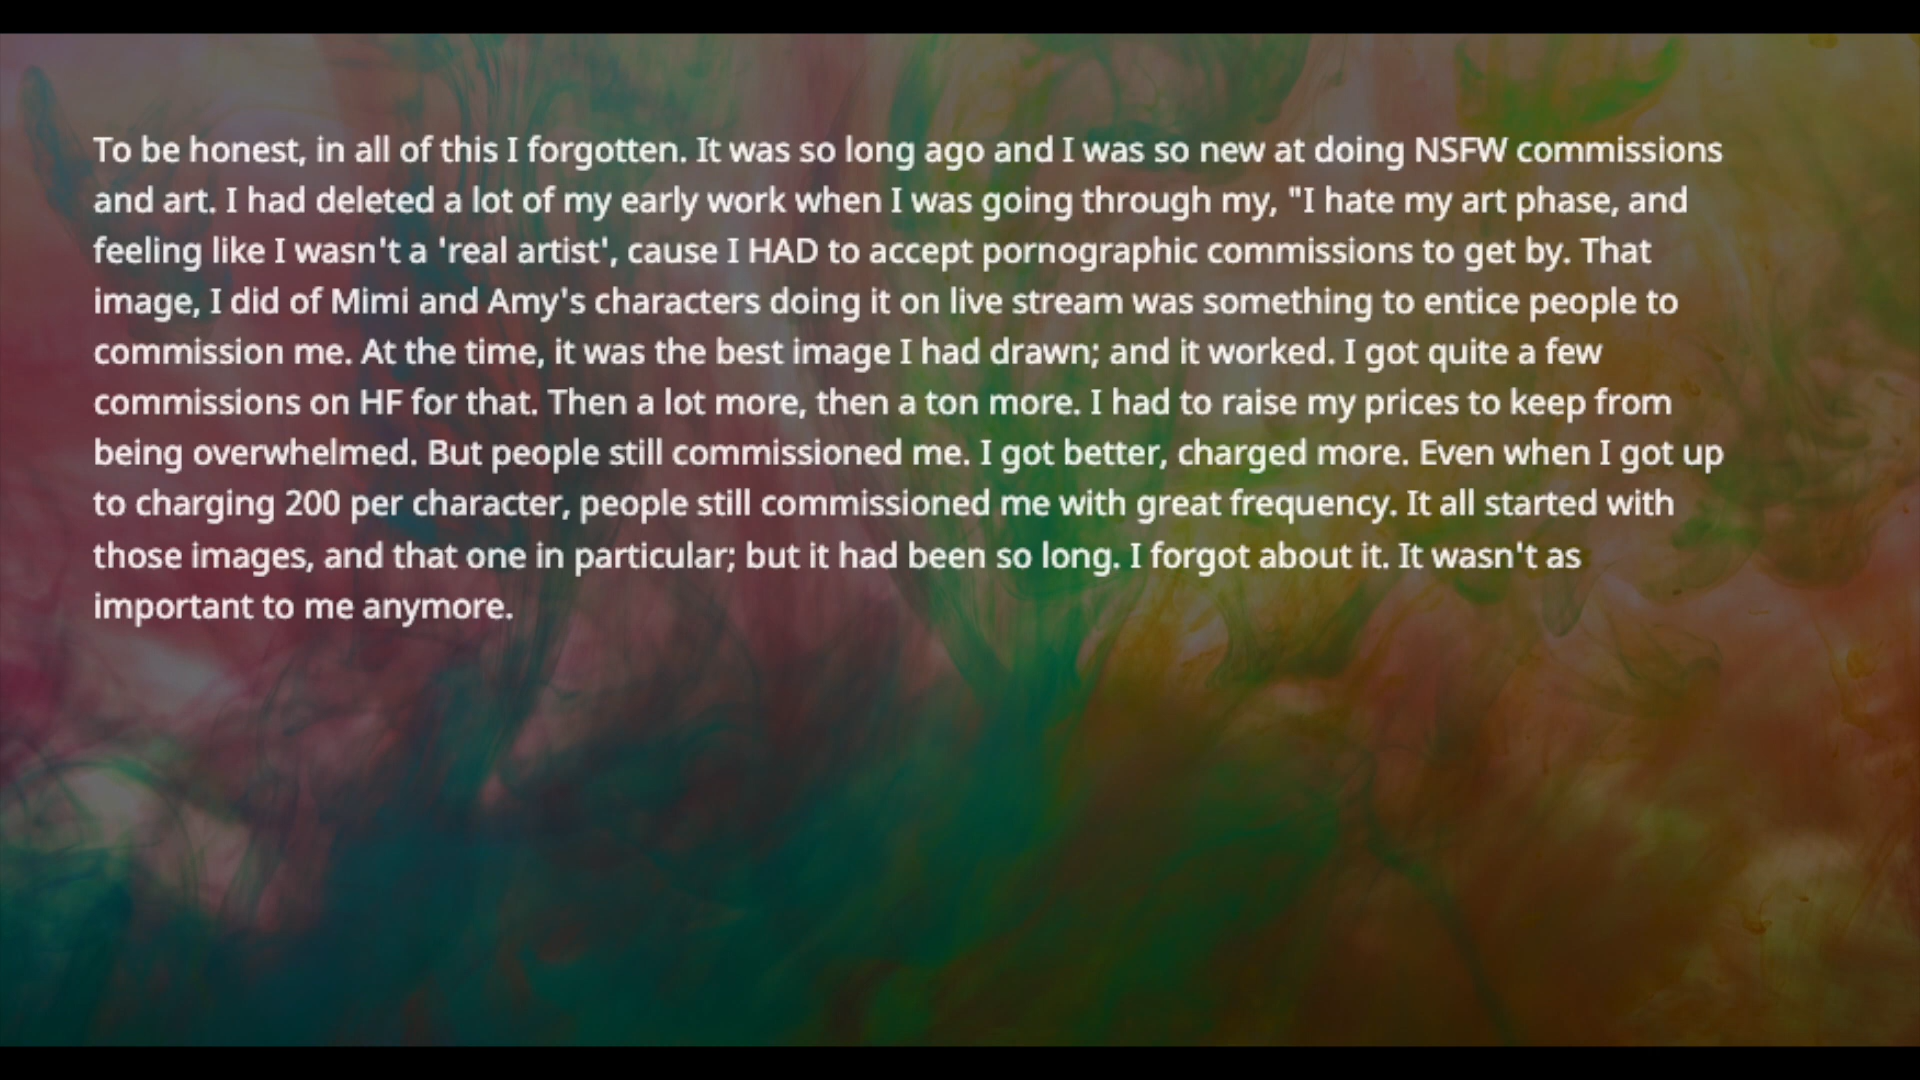 To be honest, in all of this I forgotten. It was so long ago and I was so new at doing NSFW commissions
and art. I had deleted a lot of my early work when I was going through my, "I hate my art phase, and
feeling like I wasn't a 'real artist', cause I HAD to accept pornographic commissions to get by. That
image, I did of Mimi and Amy's characters doing it on live stream was something to entice people to
commission me. At the time, it was the best image I had drawn; and it worked. I got quite a few
commissions on HF for that. Then a lot more, then a ton more. I had to raise my prices to keep from
being overwhelmed. But people still commissioned me. I got better, charged more. Even when I got up
to charging 200 per character, people still commissioned me with great frequency. It all started with
those images, and that one in particular; but it had been so long. I forgot about it. It wasn't as
important to me anymore.